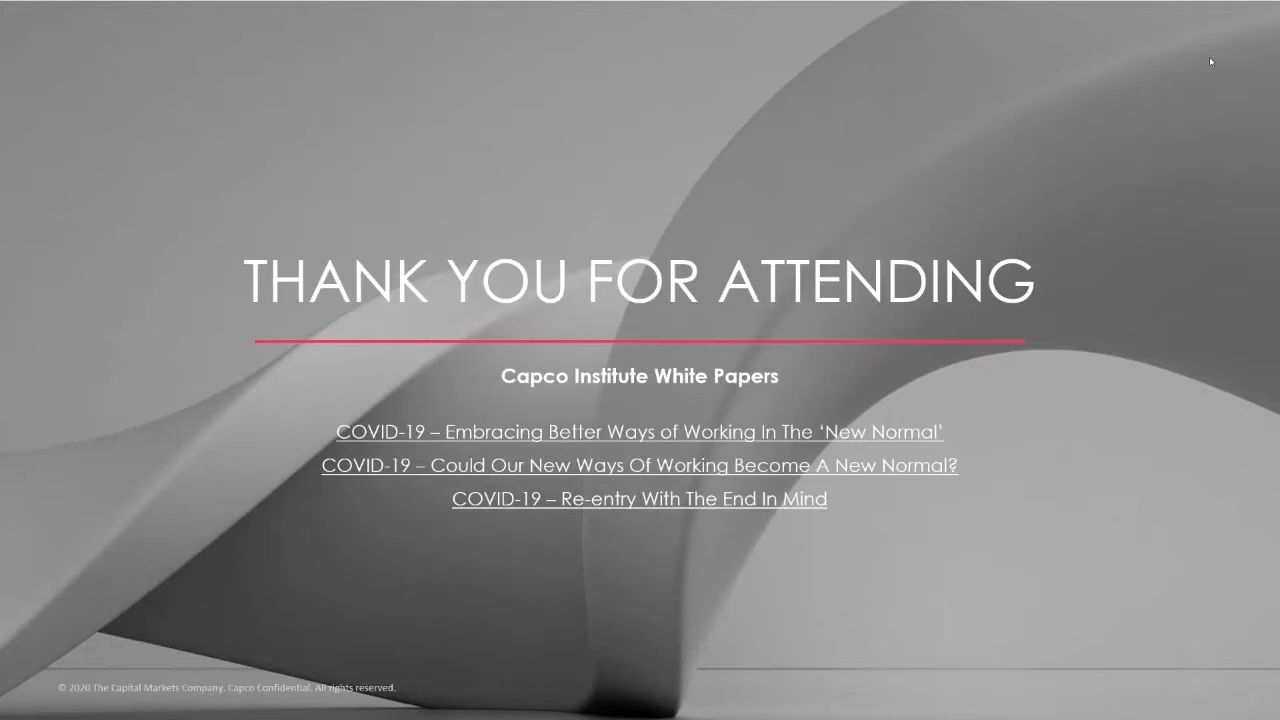 THANK YOU FOR ATTENDING
Capco Institute White Papers
COVID-19 – Embracing Better Ways of Working In The ‘New Normal’
COVID-19 – Could Our New Ways Of Working Become A New Normal?
COVID-19 – Re-entry With The End In Mind
© 2020 The Capital Markets Company. Capco Confidential. All rights reserved.